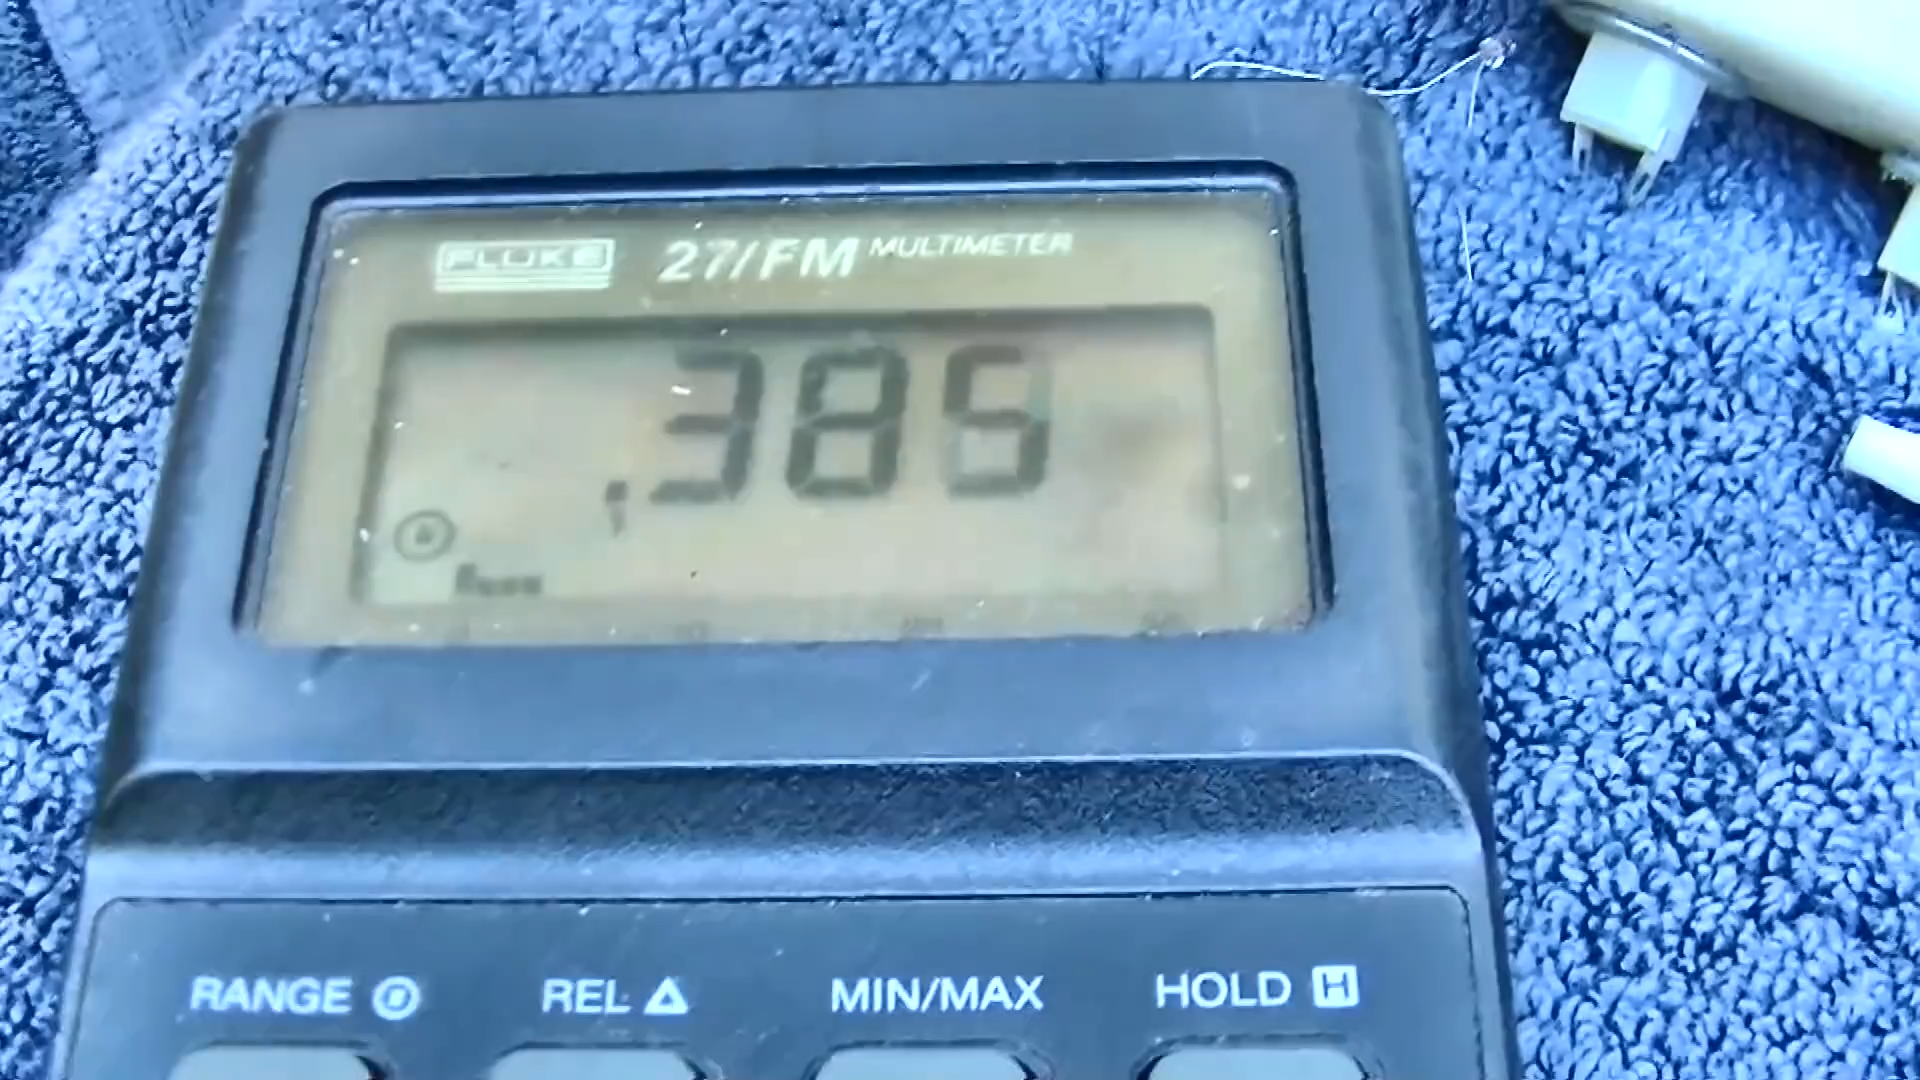 FLUKE 27/FM MULTIMETER
.385
RANGE
REL △
MIN/MAX
HOLD H